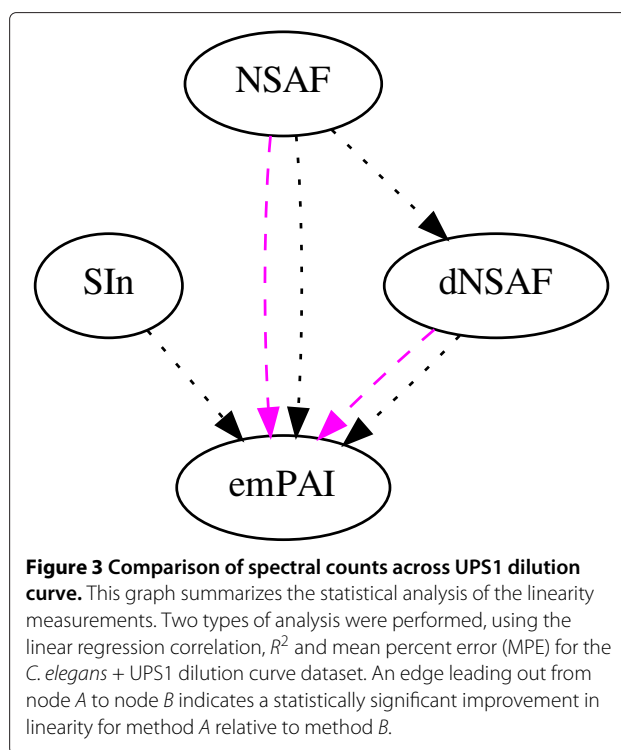 NSAF
SIn
dNSAF
emPAI
Figure 3 Comparison of spectral counts across UPS1 dilution
curve. This graph summarizes the statistical analysis of the linearity
measurements. Two types of analysis were performed, using the
linear regression correlation, R² and mean percent error (MPE) for the
C. elegans + UPS1 dilution curve dataset. An edge leading out from
node A to node B indicates a statistically significant improvement in
linearity for method A relative to method B.